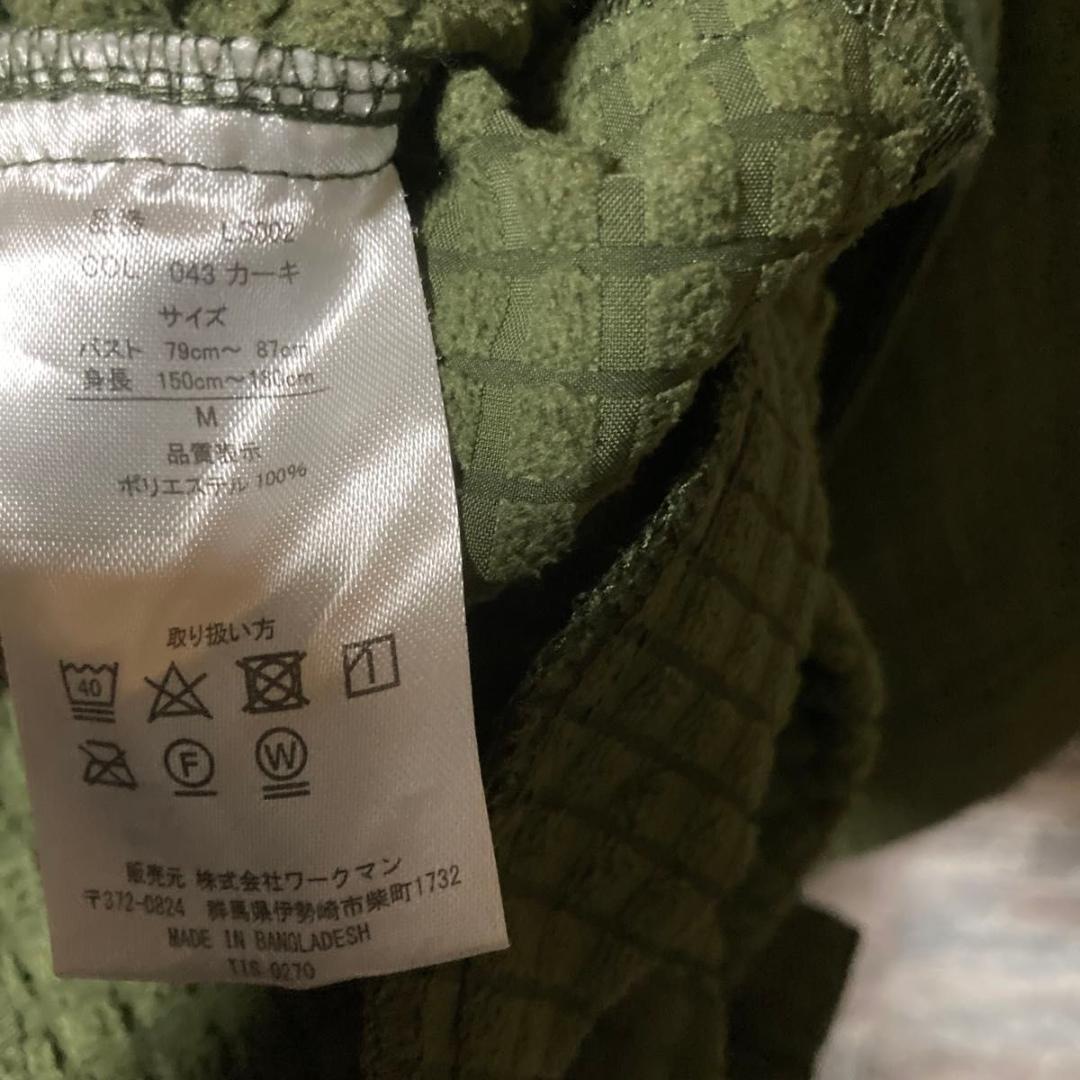 品番 LS002
COL 043 カーキ
サイズ
バスト 79cm〜 87cm
身長 150cm〜160cm
M
品質表示
ポリエステル 100%
取り扱い方
40
F W
販売元 株式会社ワークマン
〒372-0824 群馬県伊勢崎市柴町1732
MADE IN BANGLADESH
TIS 0270